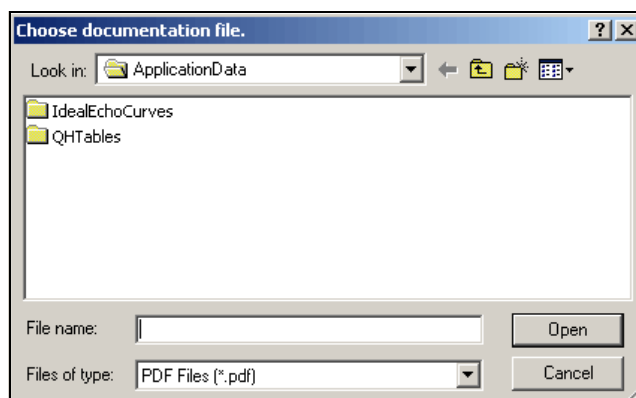 Choose documentation file.
Look in: ApplicationData
IdealEchoCurves
QHTables
File name: Open
Files of type: PDF Files (*.pdf) Cancel